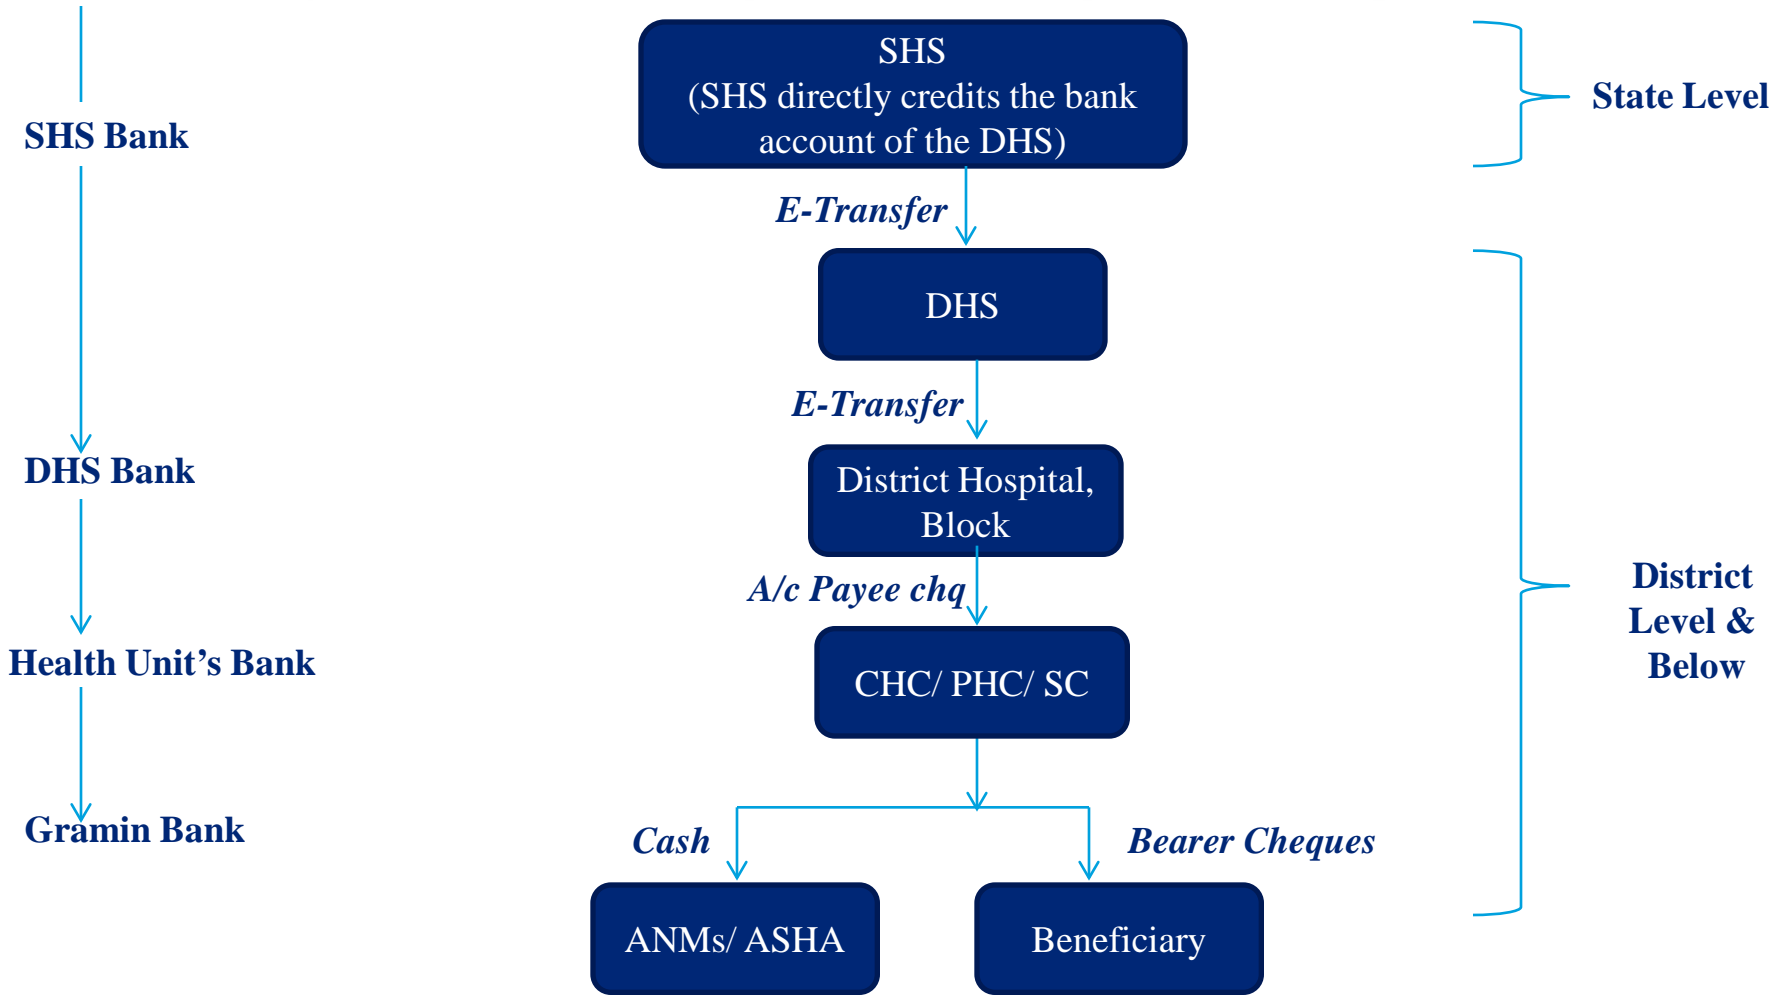 SHS
(SHS directly credits the bank
account of the DHS)
State Level
SHS Bank
E-Transfer
DHS
E-Transfer
DHS Bank
District Hospital,
Block
A/c Payee chq
District
Level &
Below
Health Unit’s Bank
CHC/ PHC/ SC
Gramin Bank
Cash
Bearer Cheques
ANMs/ ASHA
Beneficiary